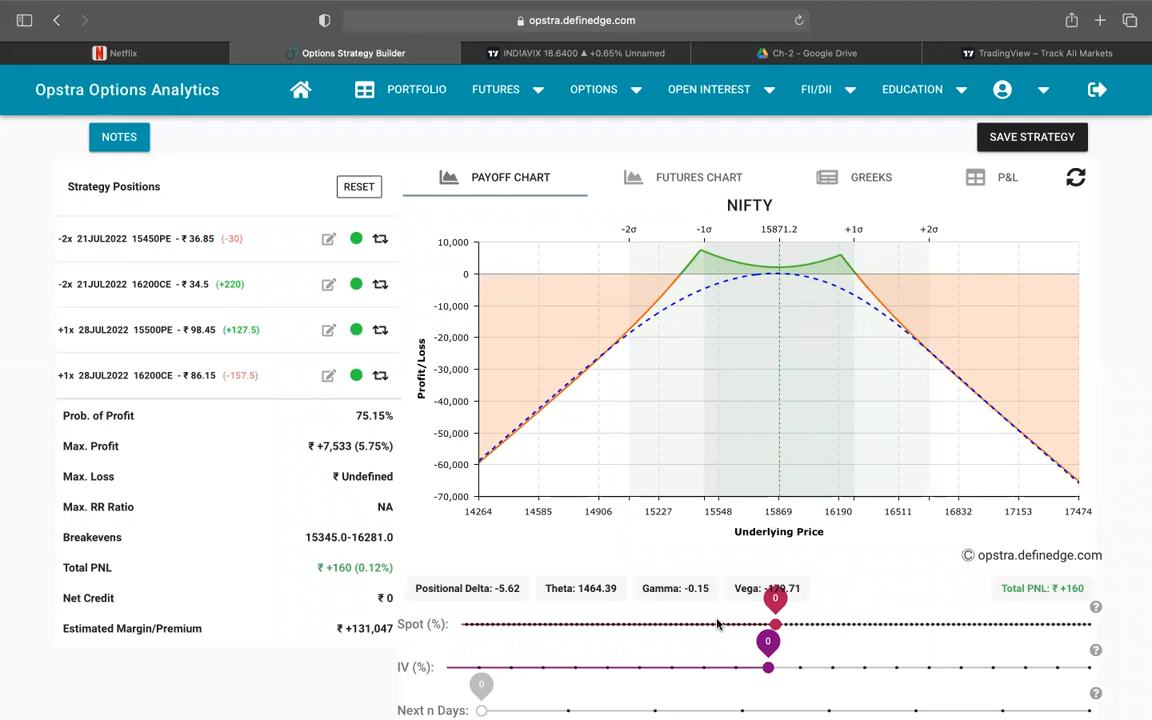 opstra.definedge.com
Netflix
Options Strategy Builder
INDIAVIX 18.6400 ▲ +0.65% Unnamed
Ch-2 – Google Drive
TradingView – Track All Markets
Opstra Options Analytics
PORTFOLIO
FUTURES
OPTIONS
OPEN INTEREST
FII/DII
EDUCATION
NOTES
SAVE STRATEGY
Strategy Positions
RESET
PAYOFF CHART
FUTURES CHART
GREEKS
P&L
-2x 21JUL2022 15450PE - ₹ 36.85 (-30)
-2x 21JUL2022 16200CE - ₹ 34.5 (+220)
+1x 28JUL2022 15500PE - ₹ 98.45 (+127.5)
+1x 28JUL2022 16200CE - ₹ 86.15 (-157.5)
Prob. of Profit 75.15%
Max. Profit ₹ +7,533 (5.75%)
Max. Loss ₹ Undefined
Max. RR Ratio NA
Breakevens 15345.0-16281.0
Total PNL ₹ +160 (0.12%)
Net Credit ₹ 0
Estimated Margin/Premium ₹ +131,047
NIFTY
-2σ -1σ 15871.2 +1σ +2σ
10,000
0
-10,000
-20,000
-30,000
-40,000
-50,000
-60,000
-70,000
Profit/Loss
14264 14585 14906 15227 15548 15869 16190 16511 16832 17153 17474
Underlying Price
© opstra.definedge.com
Positional Delta: -5.62
Theta: 1464.39
Gamma: -0.15
Vega: -179.71
Total PNL: ₹ +160
0
Spot (%):
0
IV (%):
0
Next n Days: